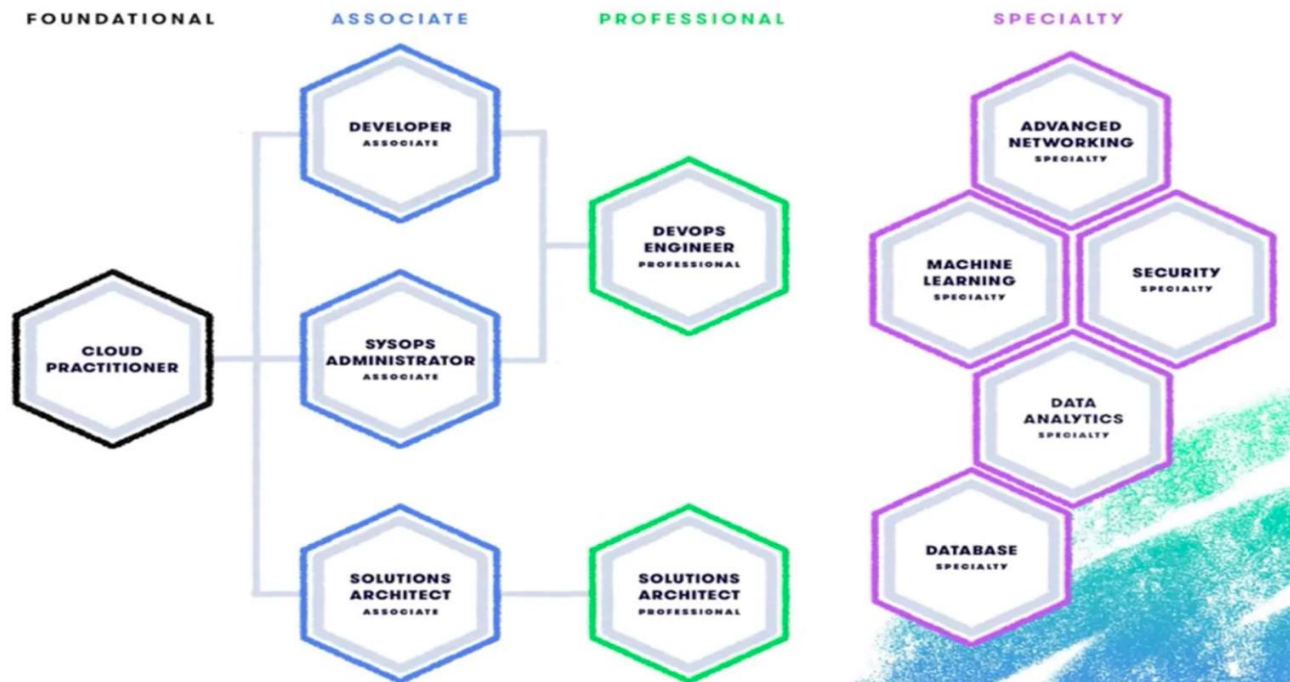 FOUNDATIONAL
ASSOCIATE
PROFESSIONAL
SPECIALTY
CLOUD
PRACTITIONER
DEVELOPER
ASSOCIATE
SYSOPS
ADMINISTRATOR
ASSOCIATE
SOLUTIONS
ARCHITECT
ASSOCIATE
DEVOPS
ENGINEER
PROFESSIONAL
SOLUTIONS
ARCHITECT
PROFESSIONAL
ADVANCED
NETWORKING
SPECIALTY
MACHINE
LEARNING
SPECIALTY
SECURITY
SPECIALTY
DATA
ANALYTICS
SPECIALTY
DATABASE
SPECIALTY